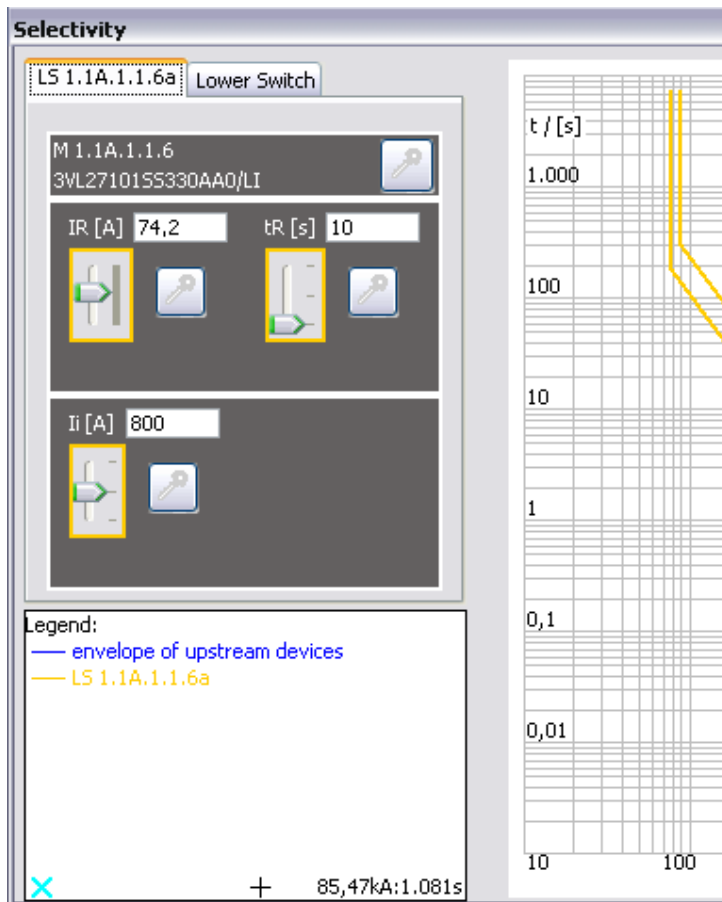 Selectivity
LS 1.1A.1.1.6a
Lower Switch
M 1.1A.1.1.6
3VL27101SS330AA0/LI
IR [A] 74,2
tR [s] 10
Ii [A] 800
Legend:
envelope of upstream devices
LS 1.1A.1.1.6a
85,47kA:1.081s
t / [s]
1.000
100
10
1
0,1
0,01
10
100